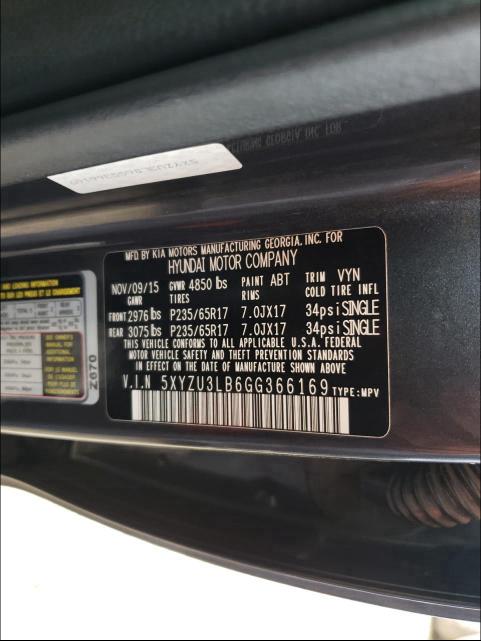 MFD. BY KIA MOTORS MANUFACTURING GEORGIA, INC. FOR
HYUNDAI MOTOR COMPANY
NOV/09/15 GVWR 4850 lbs PAINT ABT TRIM VYN
GAWR TIRES RIMS COLD TIRE INFL
FRONT 2976 lbs P235/65R17 7.0JX17 34psi SINGLE
REAR 3075 lbs P235/65R17 7.0JX17 34psi SINGLE
THIS VEHICLE CONFORMS TO ALL APPLICABLE U.S.A. FEDERAL
MOTOR VEHICLE SAFETY AND THEFT PREVENTION STANDARDS
IN EFFECT ON THE DATE OF MANUFACTURE SHOWN ABOVE
V.I.N 5XYZU3LB6GG366169 TYPE: MPV
LOADING INFORMATION
Z670